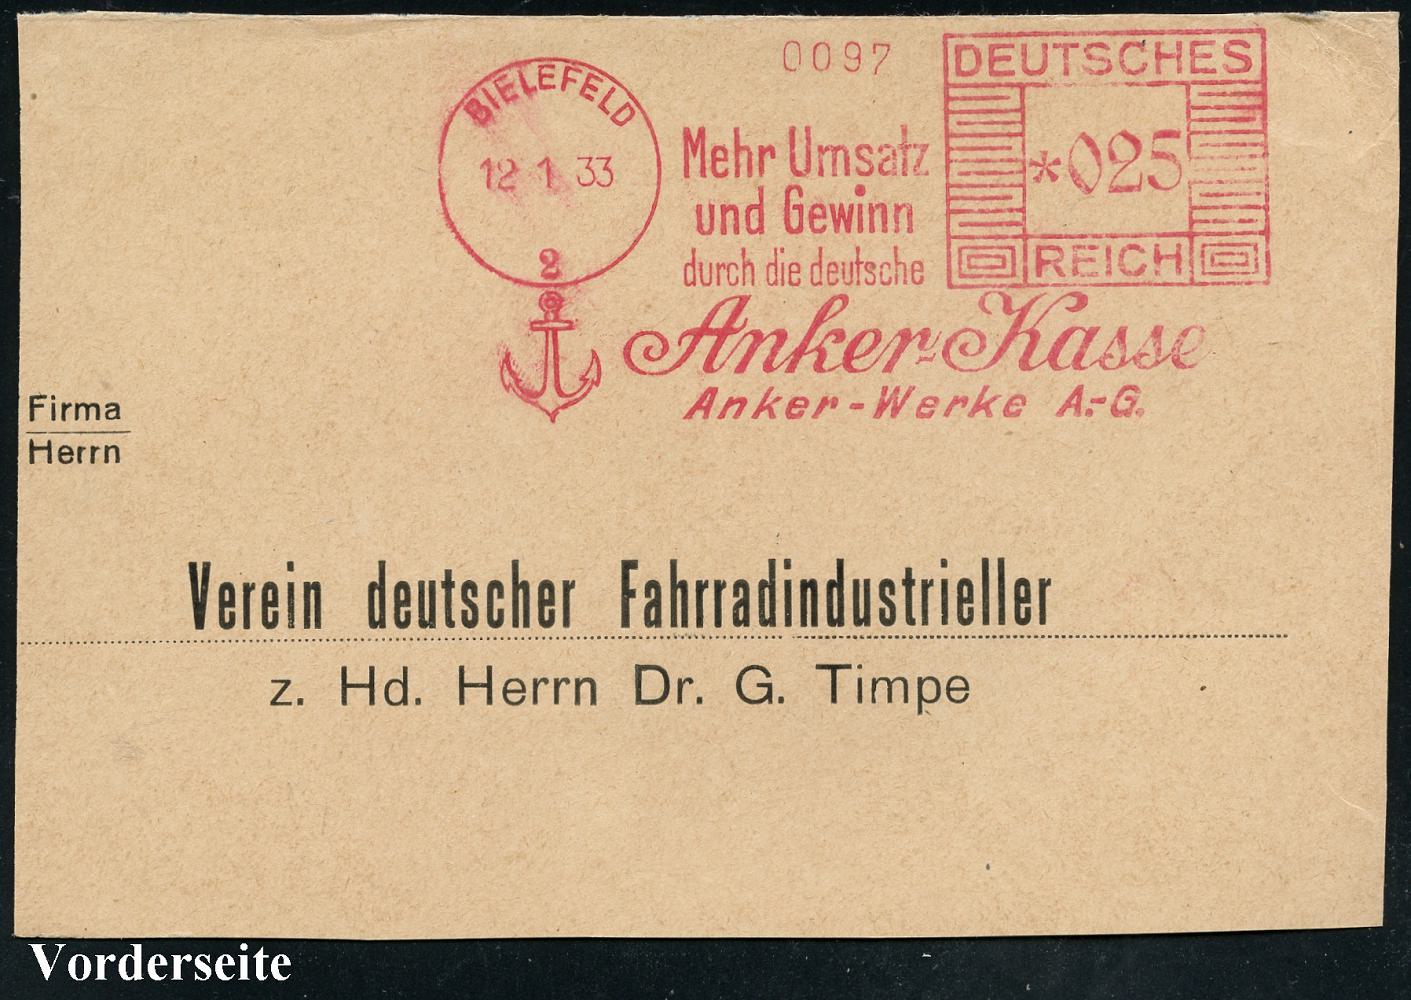 0097
DEUTSCHES
BIELEFELD
12 1 33
2
Mehr Umsatz
und Gewinn
durch die deutsche
*025
REICH
Anker-Kasse
Anker-Werke A.-G.
Firma
Herrn
Verein deutscher Fahrradindustrieller
z. Hd. Herrn Dr. G. Timpe
Vorderseite